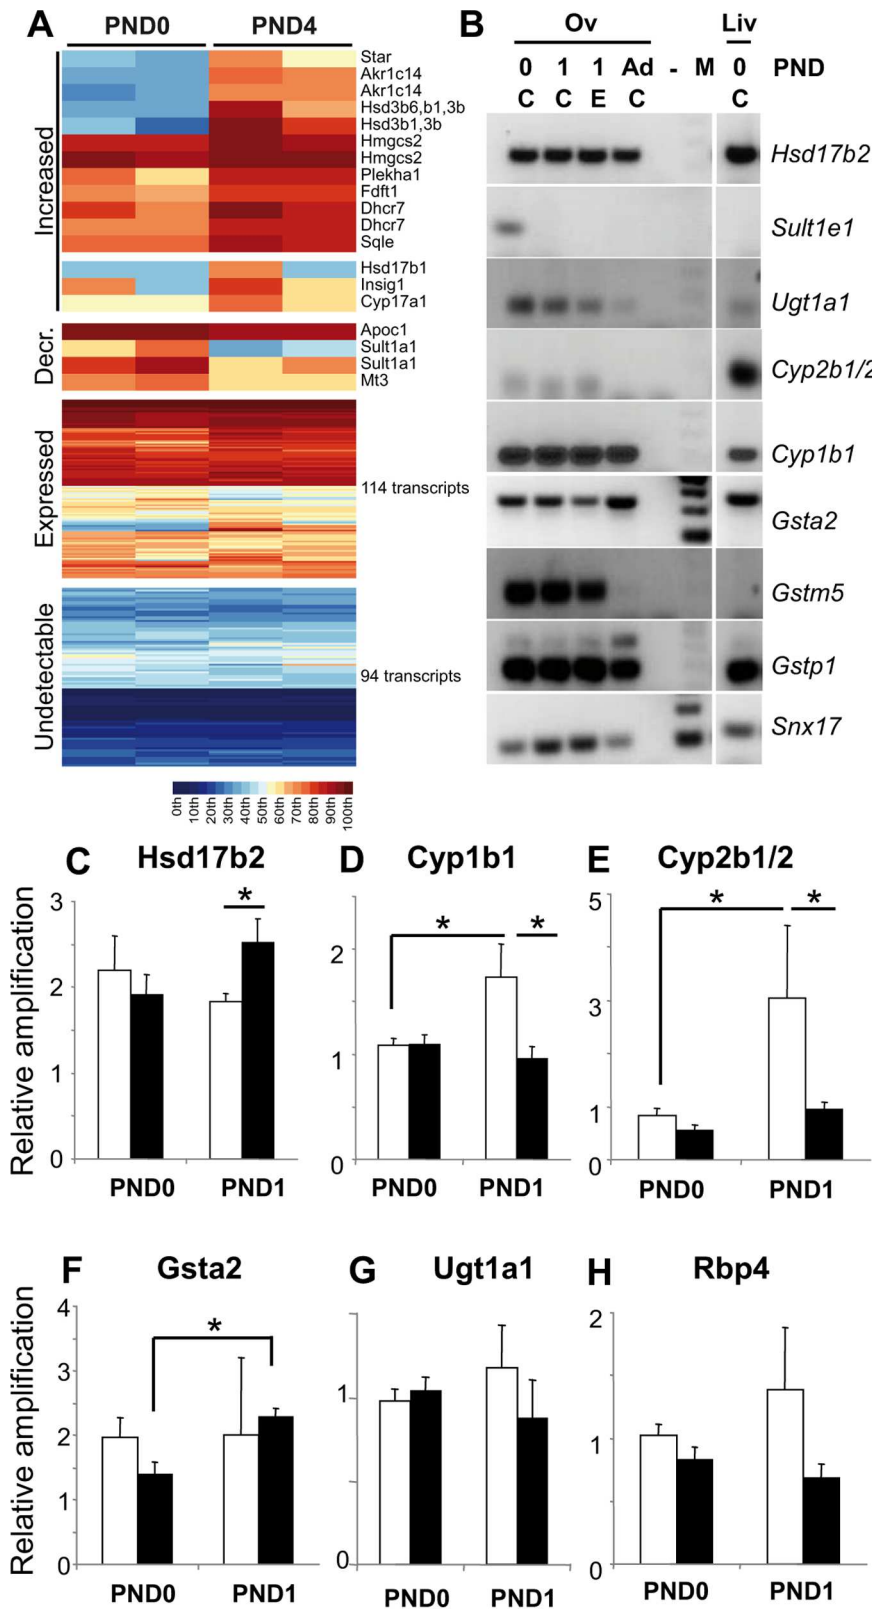 A
PND0 PND4
Increased
Star
Akr1c14
Akr1c14
Hsd3b6,b1,3b
Hsd3b1,3b
Hmgcs2
Hmgcs2
Plekha1
Fdft1
Dhcr7
Dhcr7
Sqle
Hsd17b1
Insig1
Cyp17a1
Decr.
Apoc1
Sult1a1
Sult1a1
Mt3
Expressed
114 transcripts
Undetectable
94 transcripts
0th 10th 20th 30th 40th 50th 60th 70th 80th 90th 100th
B
Ov Liv
0 1 1 Ad - M 0 PND
C C E C C
Hsd17b2
Sult1e1
Ugt1a1
Cyp2b1/2
Cyp1b1
Gsta2
Gstm5
Gstp1
Snx17
C Hsd17b2
Relative amplification
3
2
1
0
*
PND0 PND1
D Cyp1b1
2
1
0
* *
PND0 PND1
E Cyp2b1/2
5
3
1
0
* *
PND0 PND1
F Gsta2
Relative amplification
4
3
2
1
0
*
PND0 PND1
G Ugt1a1
1
0
PND0 PND1
H Rbp4
2
1
0
PND0 PND1